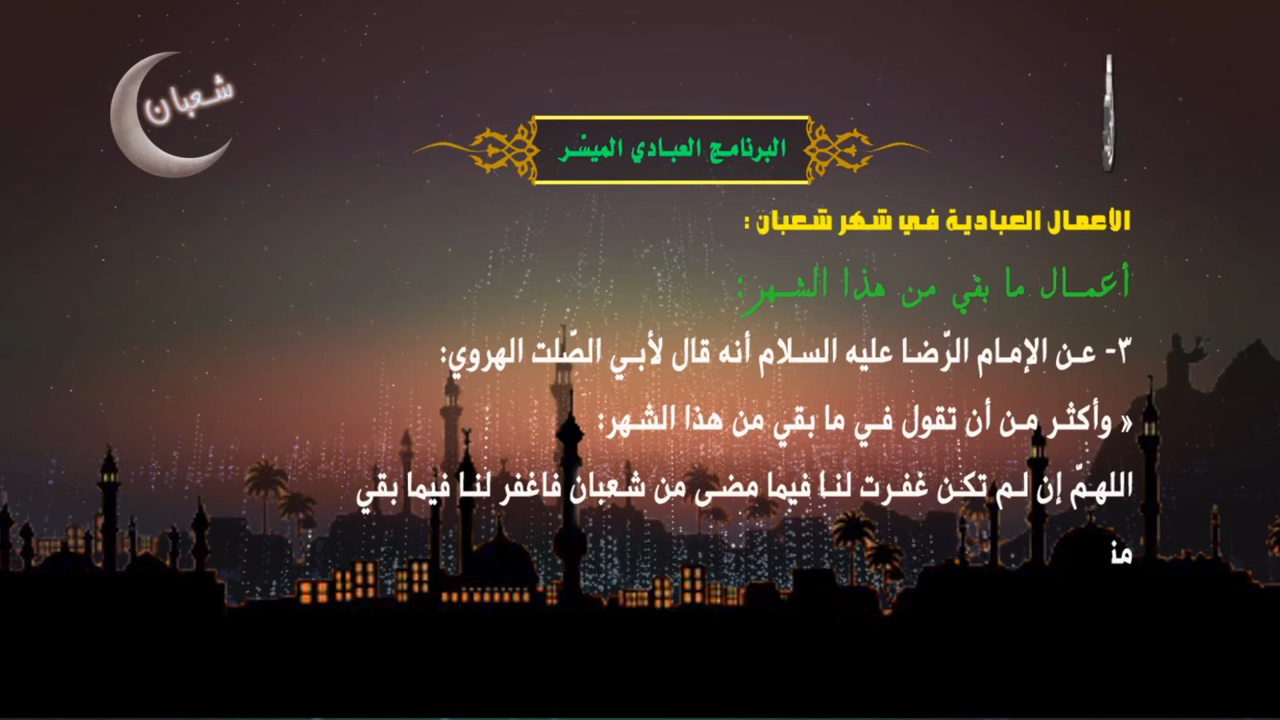 شعبان
البرنامج العبادي الميسّر
الأعمال العبادية في شهر شعبان :
أعمال ما بقي من هذا الشهر:
٣- عن الإمام الرّضا عليه السلام أنه قال لأبي الصّلت الهروي:
« وأكثر من أن تقول في ما بقي من هذا الشهر:
اللهمّ إن لم تكن غفرت لنا فيما مضى من شعبان فاغفر لنا فيما بقي
منـ